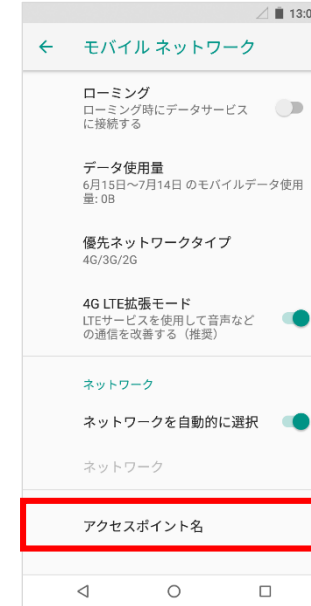 13:0
モバイル ネットワーク
ローミング
ローミング時にデータサービス
に接続する
データ使用量
6月15日～7月14日 のモバイルデータ使用
量: 0B
優先ネットワークタイプ
4G/3G/2G
4G LTE拡張モード
LTEサービスを使用して音声など
の通信を改善する（推奨）
ネットワーク
ネットワークを自動的に選択
ネットワーク
アクセスポイント名